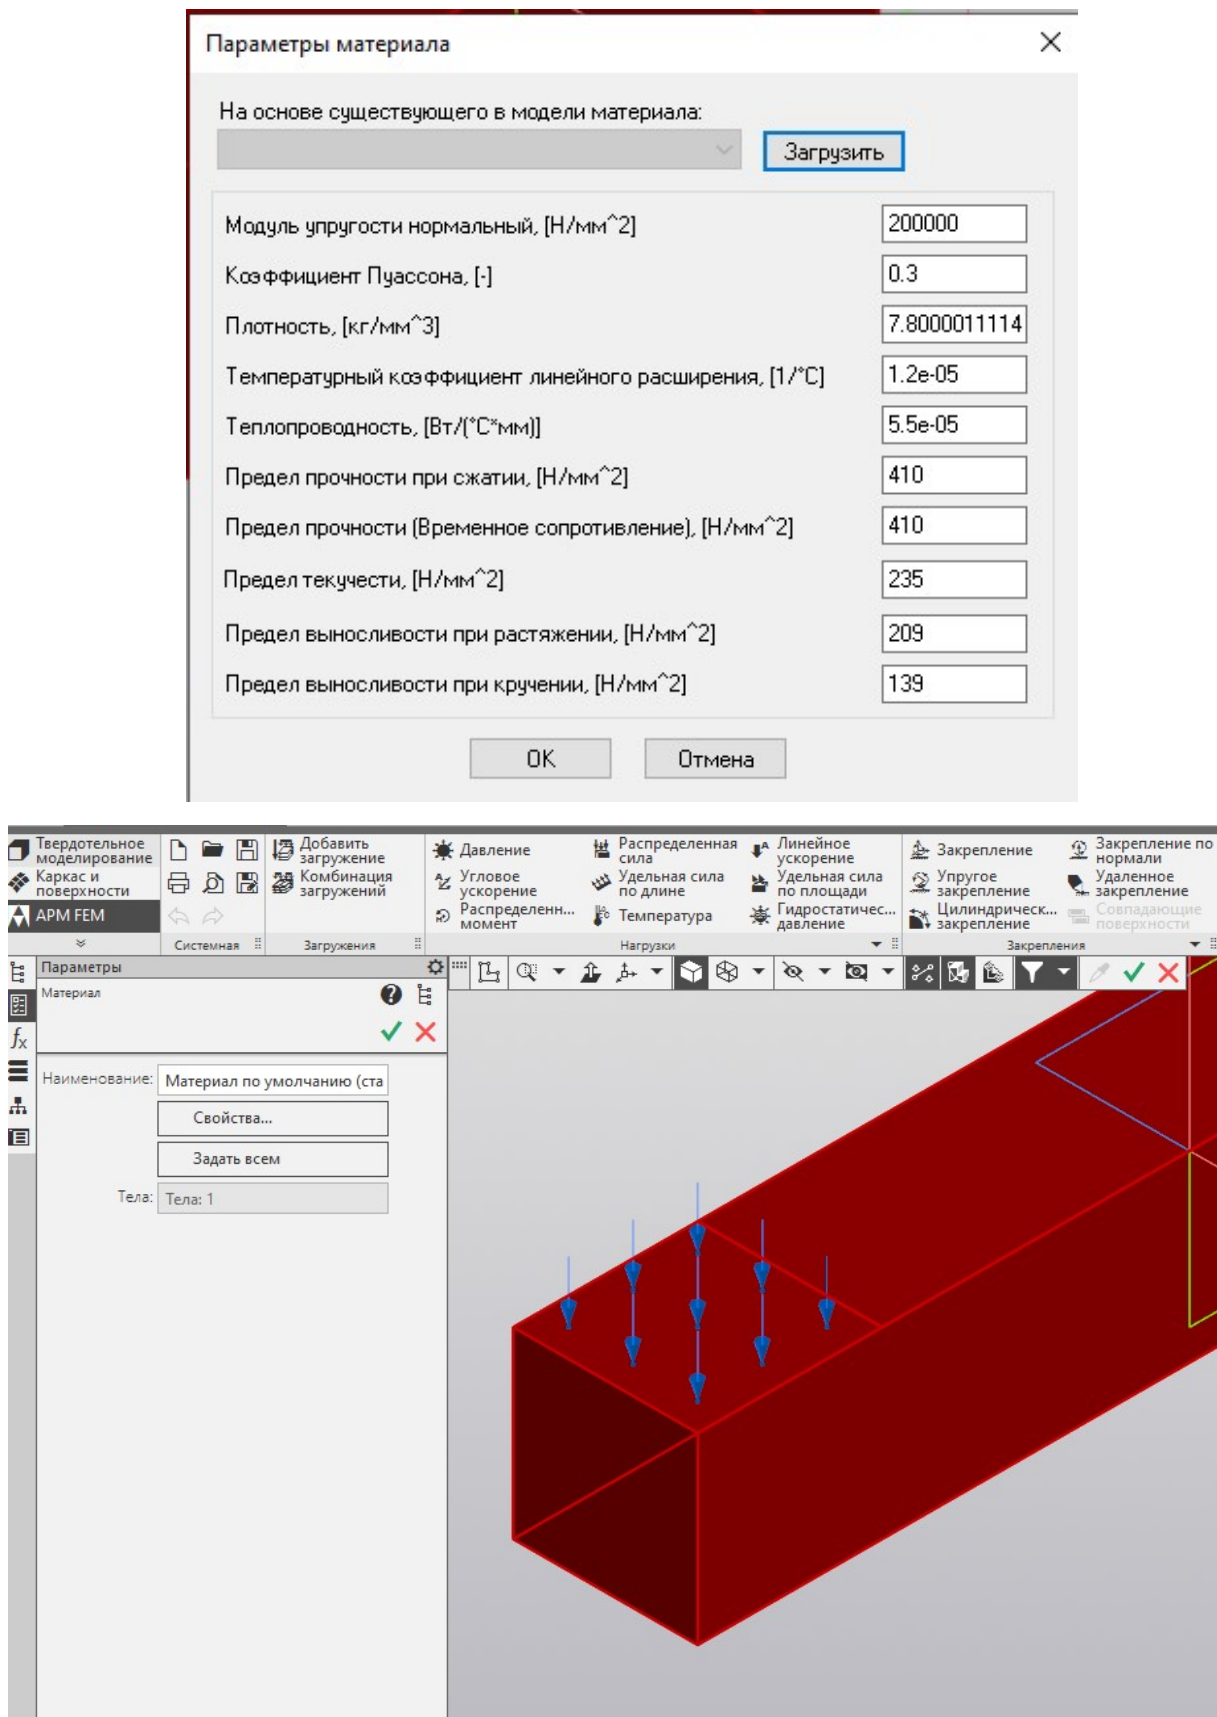 Параметры материала
На основе существующего в модели материала:
Загрузить
Модуль упругости нормальный, [Н/мм^2] 200000
Коэффициент Пуассона, [-] 0.3
Плотность, [кг/мм^3] 7.8000011114
Температурный коэффициент линейного расширения, [1/°C] 1.2e-05
Теплопроводность, [Вт/(°C*мм)] 5.5e-05
Предел прочности при сжатии, [Н/мм^2] 410
Предел прочности (Временное сопротивление), [Н/мм^2] 410
Предел текучести, [Н/мм^2] 235
Предел выносливости при растяжении, [Н/мм^2] 209
Предел выносливости при кручении, [Н/мм^2] 139
OK Отмена
Твердотельное
моделирование
Каркас и
поверхности
APM FEM
Системная
Добавить
загружение
Комбинация
загружений
Загружения
Давление
Угловое
ускорение
Распределенн...
момент
Распределенная
сила
Удельная сила
по длине
Температура
Линейное
ускорение
Удельная сила
по площади
Гидростатичес...
давление
Нагрузки
Закрепление
Упругое
закрепление
Цилиндрическ...
закрепление
Закрепление по
нормали
Удаленное
закрепление
Совпадающие
поверхности
Закрепления
Параметры
Материал
Наименование: Материал по умолчанию (ста
Свойства...
Задать всем
Тела: Тела: 1